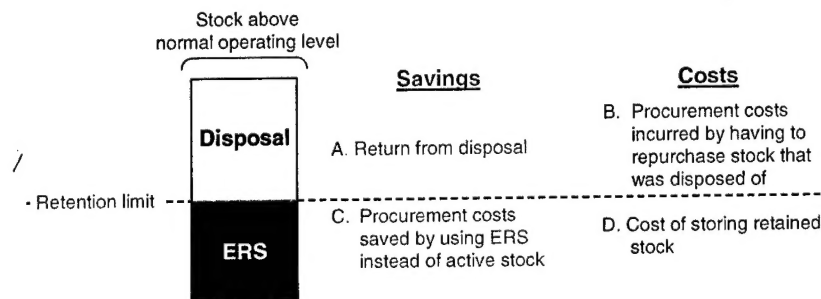 Stock above
normal operating level
Savings
Costs
Disposal
A. Return from disposal
B. Procurement costs
incurred by having to
repurchase stock that
was disposed of
- Retention limit
ERS
C. Procurement costs
saved by using ERS
instead of active stock
D. Cost of storing retained
stock